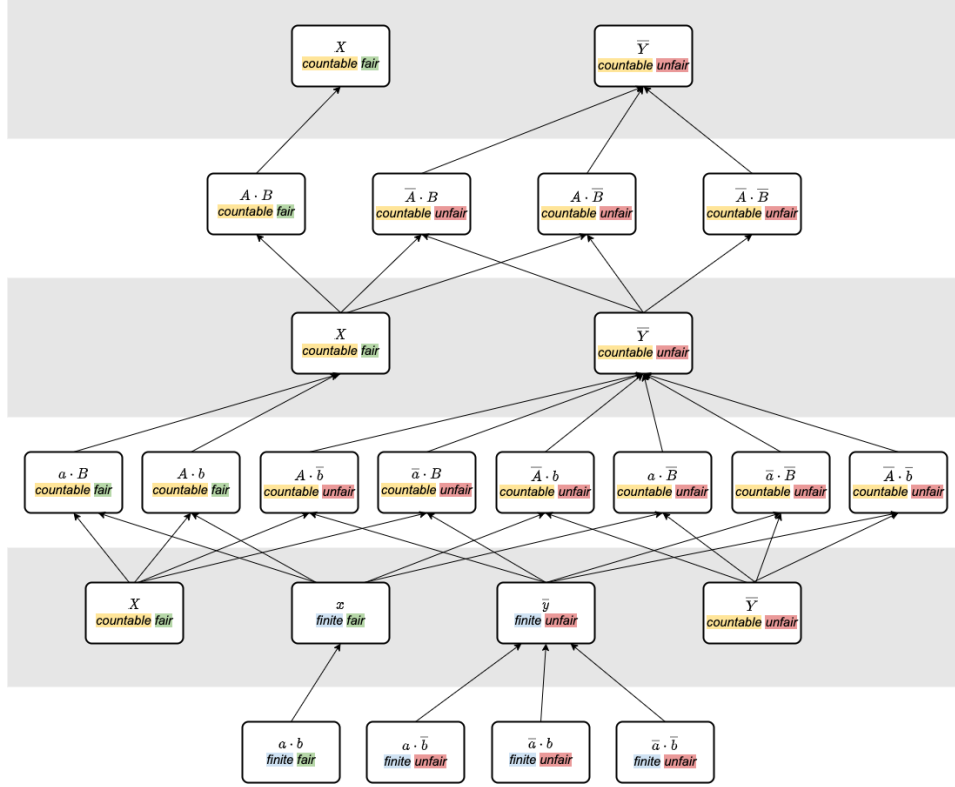 X
countable fair
Y̅
countable unfair
A · B
countable fair
A̅ · B
countable unfair
A · B̅
countable unfair
A̅ · B̅
countable unfair
X
countable fair
Y̅
countable unfair
a · B
countable fair
A · b
countable fair
A · b̅
countable unfair
a̅ · B
countable unfair
A̅ · b
countable unfair
a · B̅
countable unfair
a̅ · B̅
countable unfair
A̅ · b̅
countable unfair
X
countable fair
x
finite fair
y̅
finite unfair
Y̅
countable unfair
a · b
finite fair
a · b̅
finite unfair
a̅ · b
finite unfair
a̅ · b̅
finite unfair